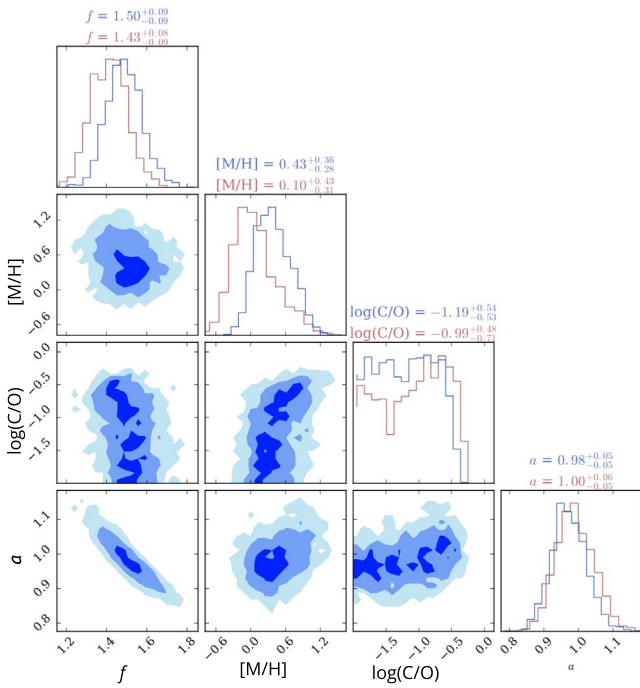 f = 1.50 +0.09 −0.09
f = 1.43 +0.08 −0.09
[M/H] = 0.43 +0.36 −0.28
[M/H] = 0.10 +0.43 −0.31
[M/H]
1.2
0.6
0.0
−0.6
log(C/O) = −1.19 +0.54 −0.53
log(C/O) = −0.99 +0.48 −0.71
log(C/O)
0.0
−0.5
−1.0
−1.5
a = 0.98 +0.05 −0.05
a = 1.00 +0.06 −0.05
a
1.1
1.0
0.9
0.8
1.2 1.4 1.6 1.8
−0.6 0.0 0.6 1.2
−1.5 −1.0 −0.5 0.0
0.8 0.9 1.0 1.1
f
[M/H]
log(C/O)
a